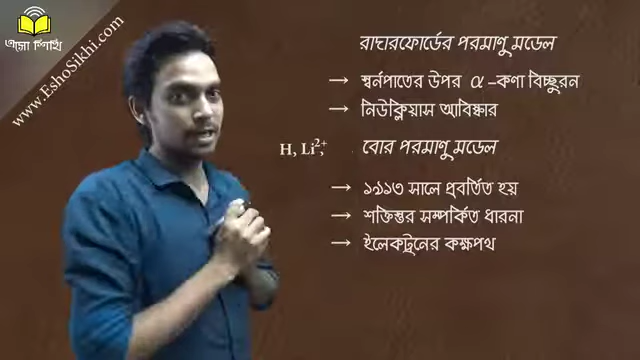 এসো শিখি
www.EshoSikhi.com
রাদারফোর্ডের পরমাণু মডেল
→ স্বর্নপাতের উপর α –কণা বিচ্ছুরন
→ নিউক্লিয়াস আবিষ্কার
H, Li²⁺,
বোর পরমাণু মডেল
→ ১৯১৩ সালে প্রবর্তিত হয়
→ শক্তিস্তর সম্পর্কিত ধারনা
→ ইলেকট্রনের কক্ষপথ